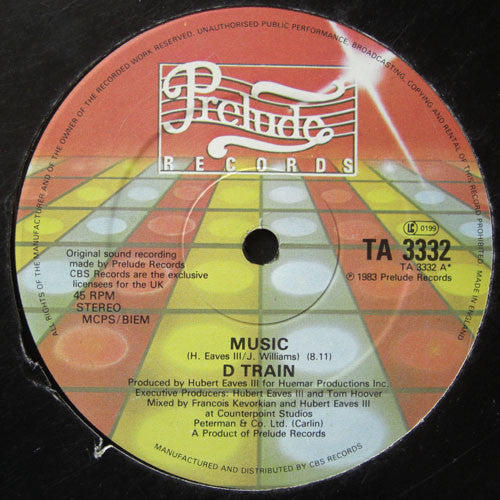 ALL RIGHTS OF THE MANUFACTURER AND OF THE OWNER OF THE RECORDED WORK RESERVED. UNAUTHORISED PUBLIC PERFORMANCE, BROADCASTING, COPYING AND RENTAL OF THIS RECORD PROHIBITED. MADE IN ENGLAND
Prelude
RECORDS
LC 0199
TA 3332
TA 3332 A*
℗ 1983 Prelude Records
Original sound recording
made by Prelude Records
CBS Records are the exclusive
licensees for the UK
45 RPM
STEREO
MCPS/BIEM
MUSIC
(H. Eaves III/J. Williams) (8.11)
D TRAIN
Produced by Hubert Eaves III for Huemar Productions Inc.
Executive Producers: Hubert Eaves III and Tom Hoover
Mixed by Francois Kevorkian and Hubert Eaves III
at Counterpoint Studios
Peterman & Co. Ltd. (Carlin)
A Product of Prelude Records
MANUFACTURED AND DISTRIBUTED BY CBS RECORDS